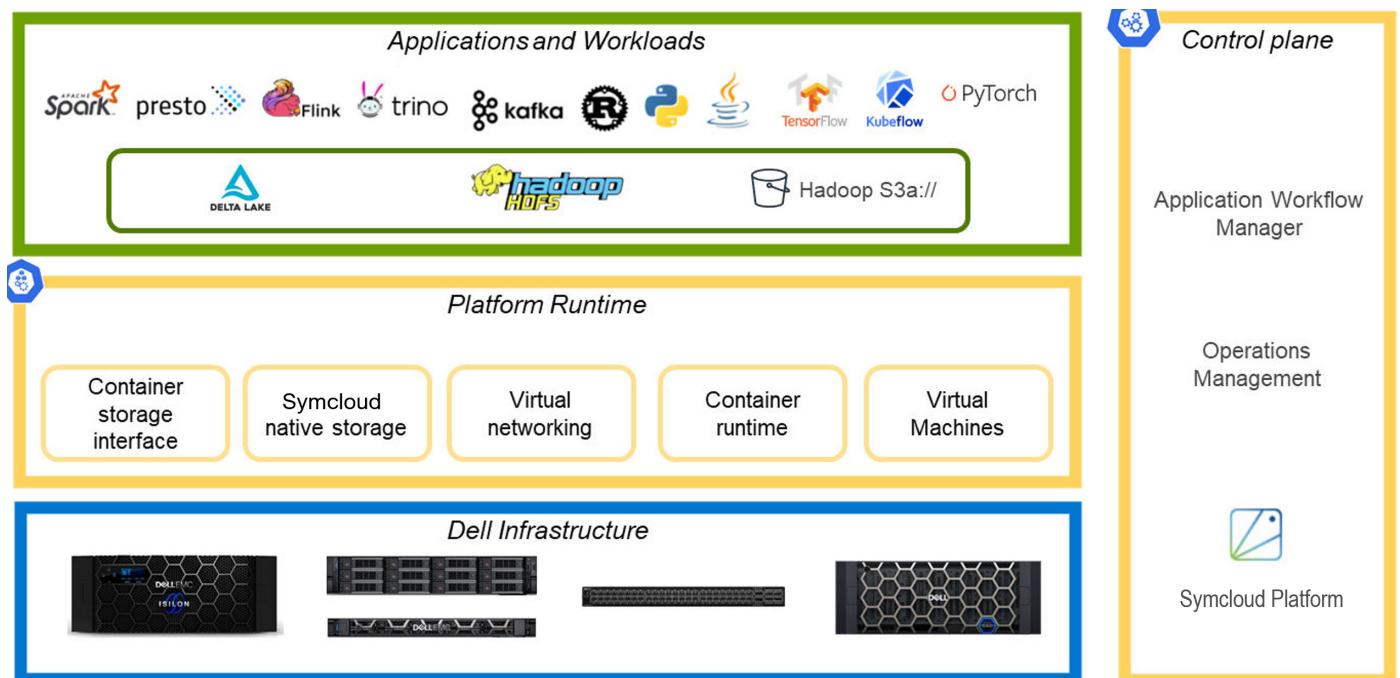 Applications and Workloads
APACHE
Spark
presto
Flink
trino
kafka
R
TensorFlow
Kubeflow
PyTorch
DELTA LAKE
hadoop
HDFS
Hadoop S3a://
Platform Runtime
Container
storage
interface
Symcloud
native storage
Virtual
networking
Container
runtime
Virtual
Machines
Dell Infrastructure
DELLEMC
ISILON
DELLEMC
DELL
Control plane
Application Workflow
Manager
Operations
Management
Symcloud Platform